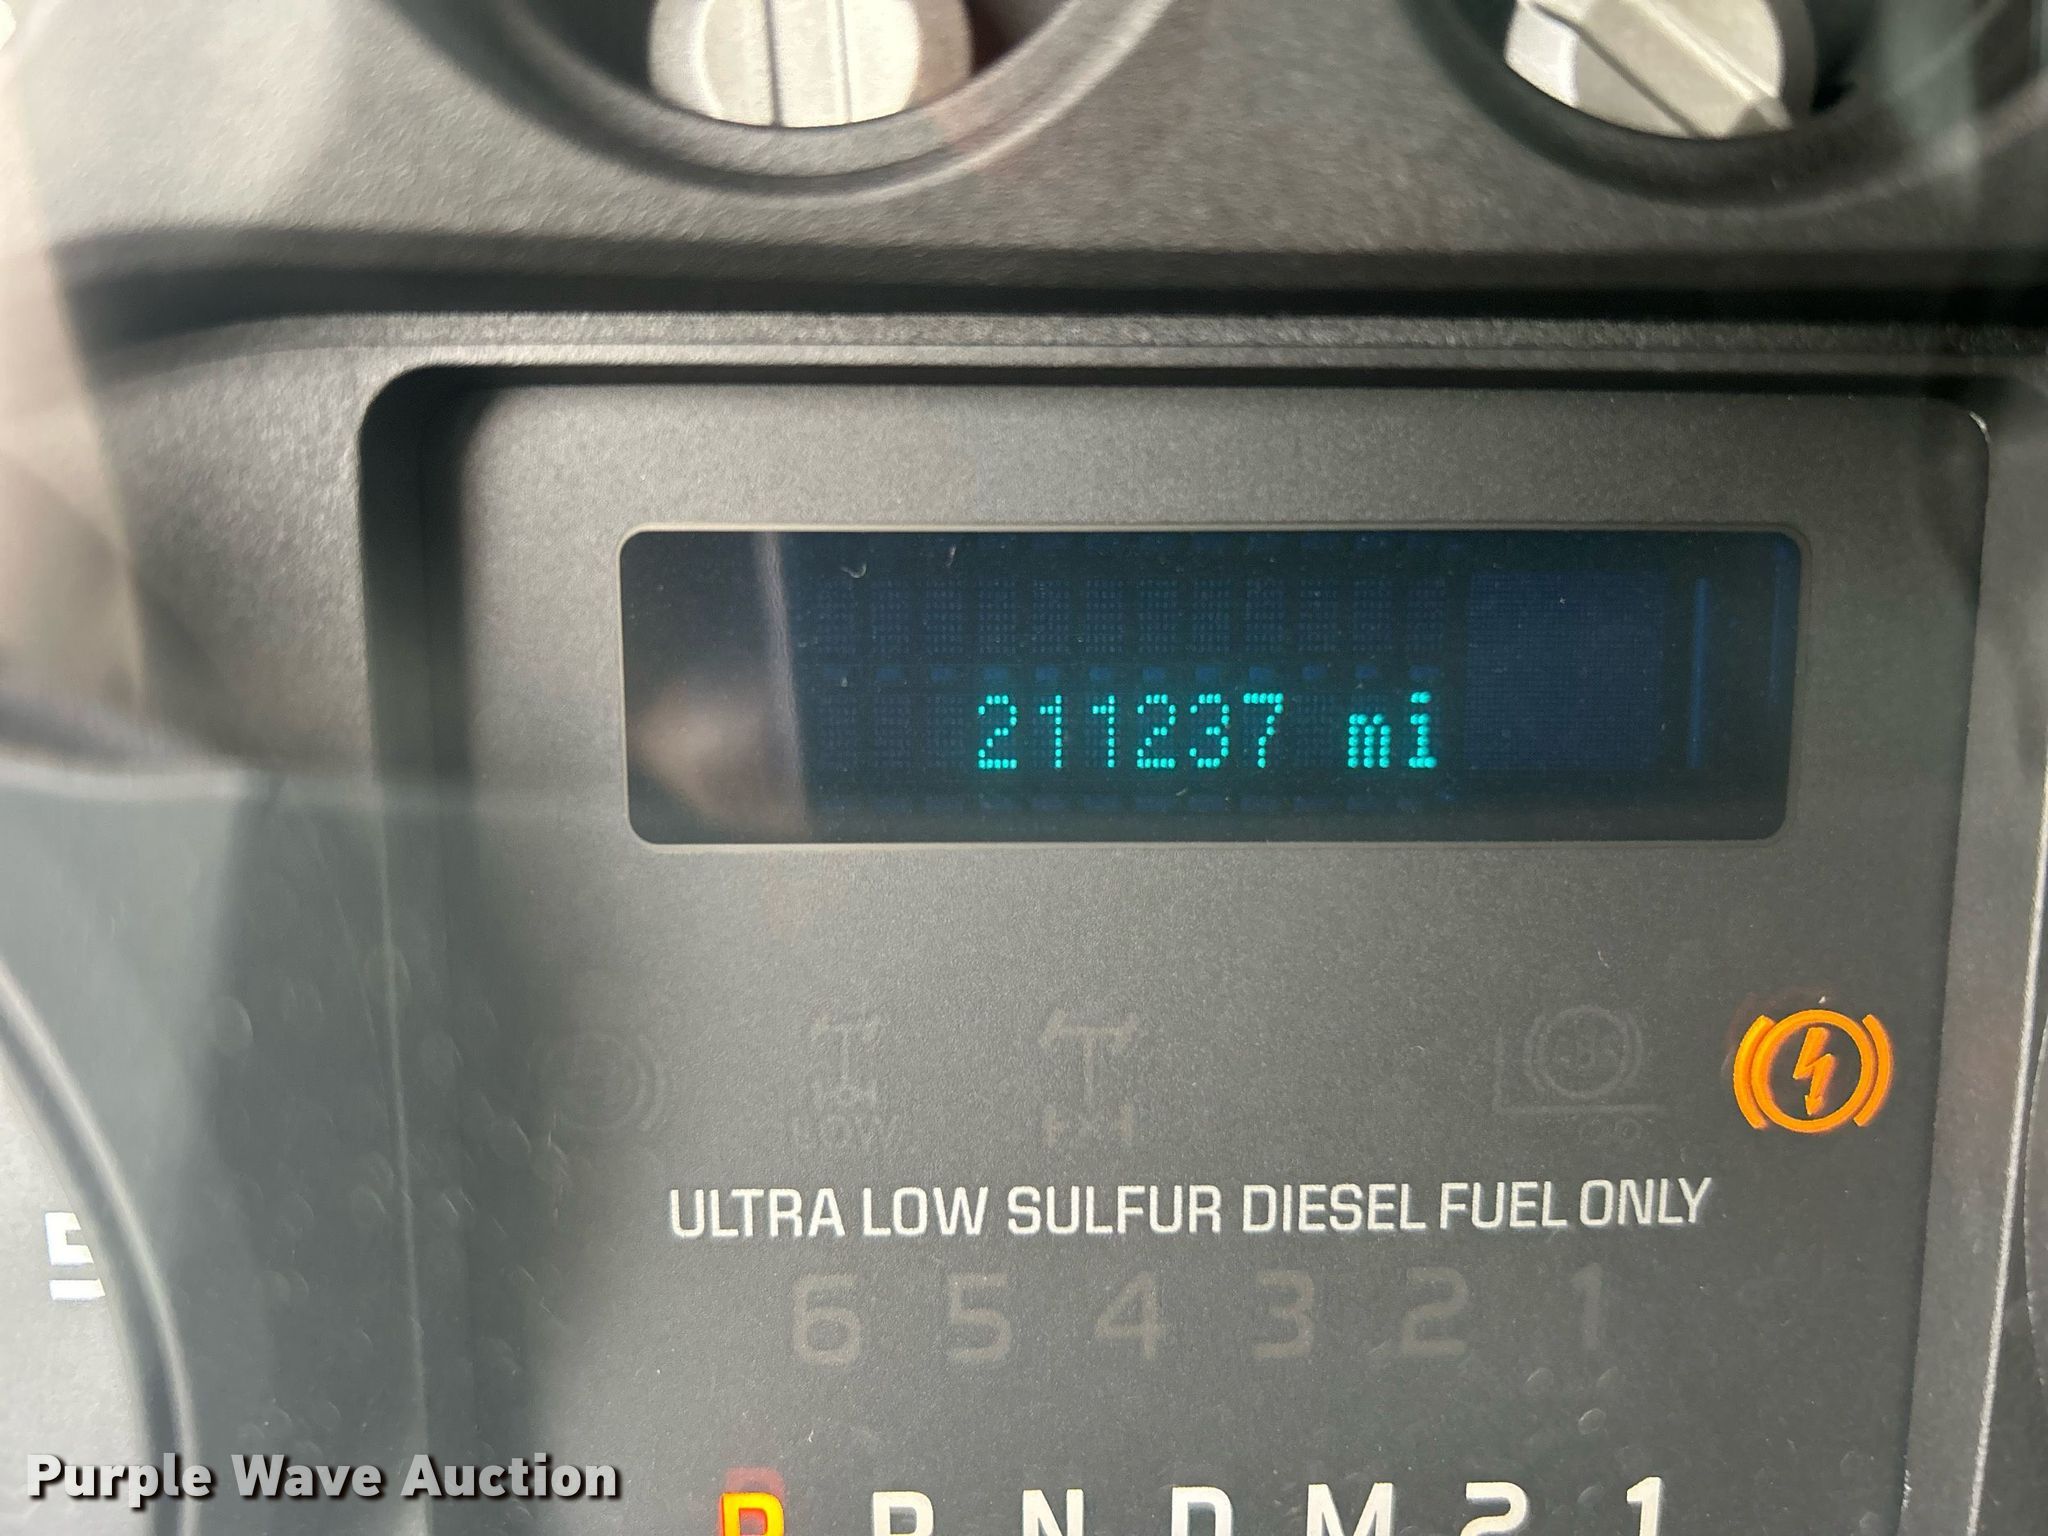 211237 mi
LOW
ULTRA LOW SULFUR DIESEL FUEL ONLY
6 5 4 3 2 1
P R N D M 2 1
Purple Wave Auction